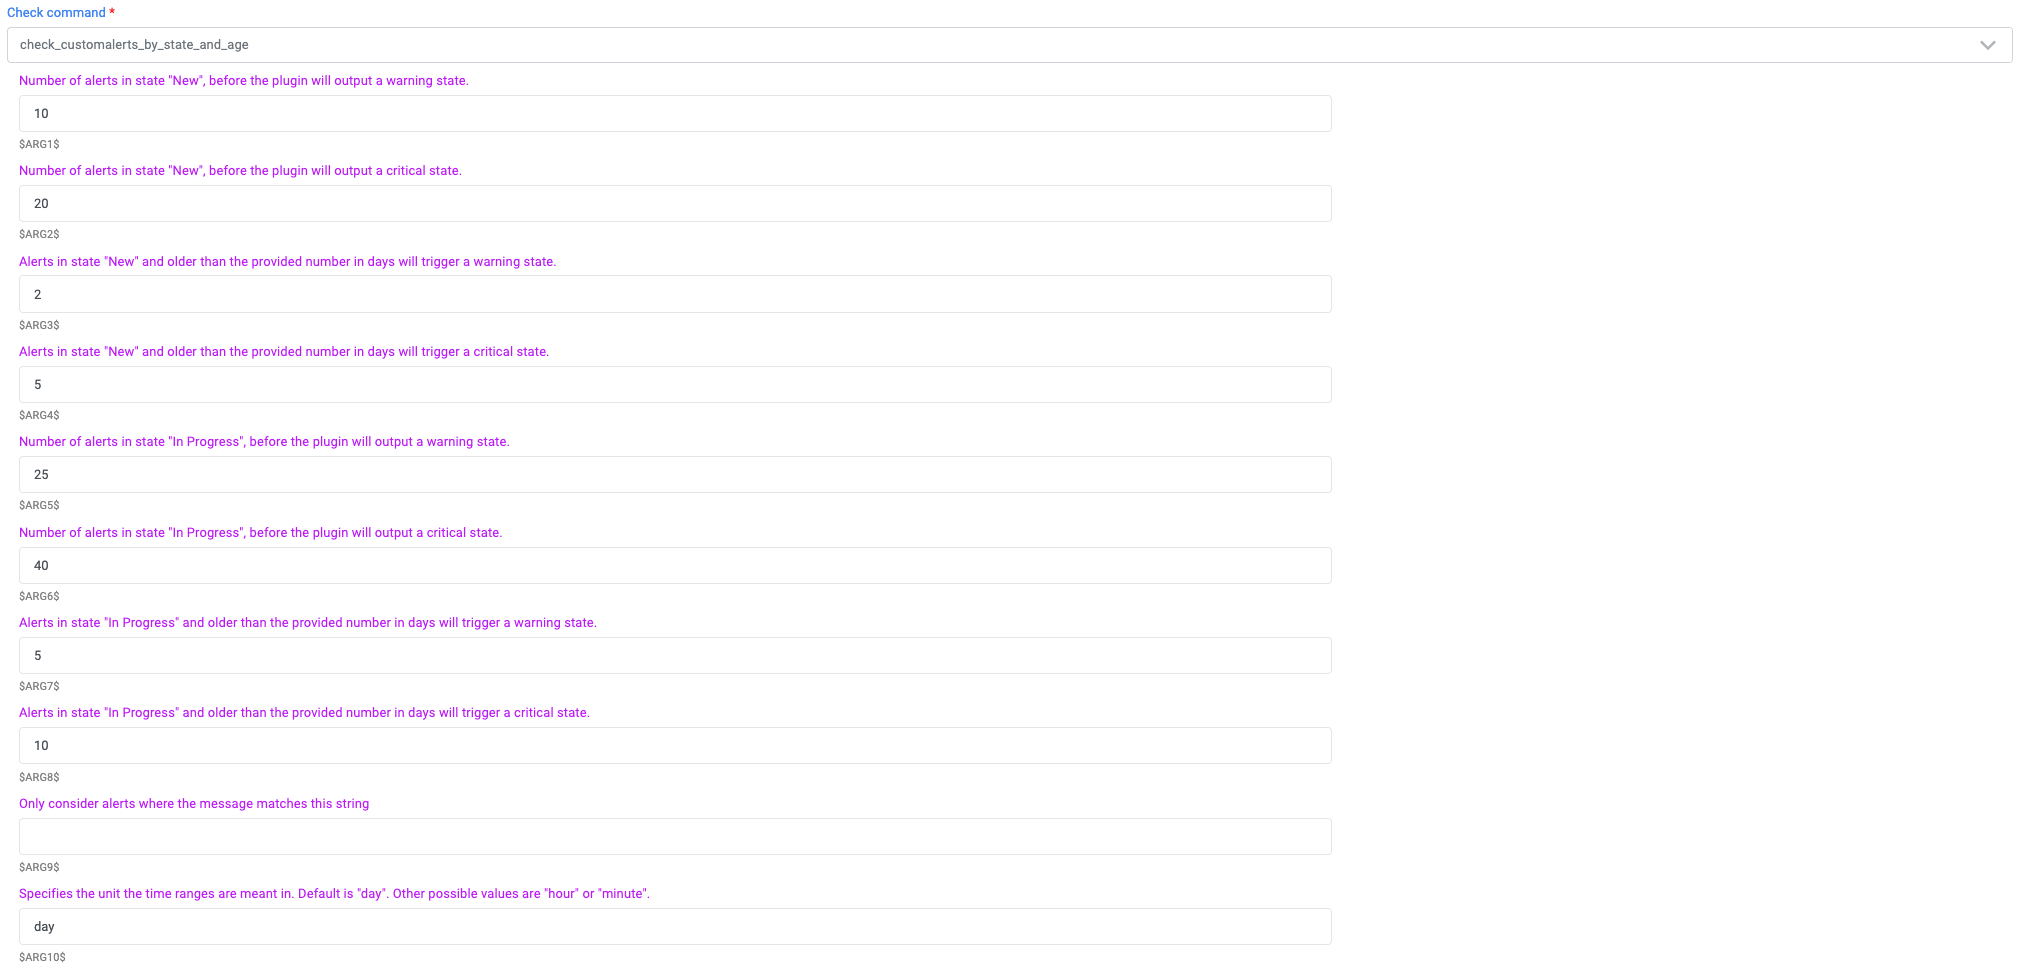 Check command *
check_customalerts_by_state_and_age
Number of alerts in state "New", before the plugin will output a warning state.
10
$ARG1$
Number of alerts in state "New", before the plugin will output a critical state.
20
$ARG2$
Alerts in state "New" and older than the provided number in days will trigger a warning state.
2
$ARG3$
Alerts in state "New" and older than the provided number in days will trigger a critical state.
5
$ARG4$
Number of alerts in state "In Progress", before the plugin will output a warning state.
25
$ARG5$
Number of alerts in state "In Progress", before the plugin will output a critical state.
40
$ARG6$
Alerts in state "In Progress" and older than the provided number in days will trigger a warning state.
5
$ARG7$
Alerts in state "In Progress" and older than the provided number in days will trigger a critical state.
10
$ARG8$
Only consider alerts where the message matches this string
$ARG9$
Specifies the unit the time ranges are meant in. Default is "day". Other possible values are "hour" or "minute".
day
$ARG10$